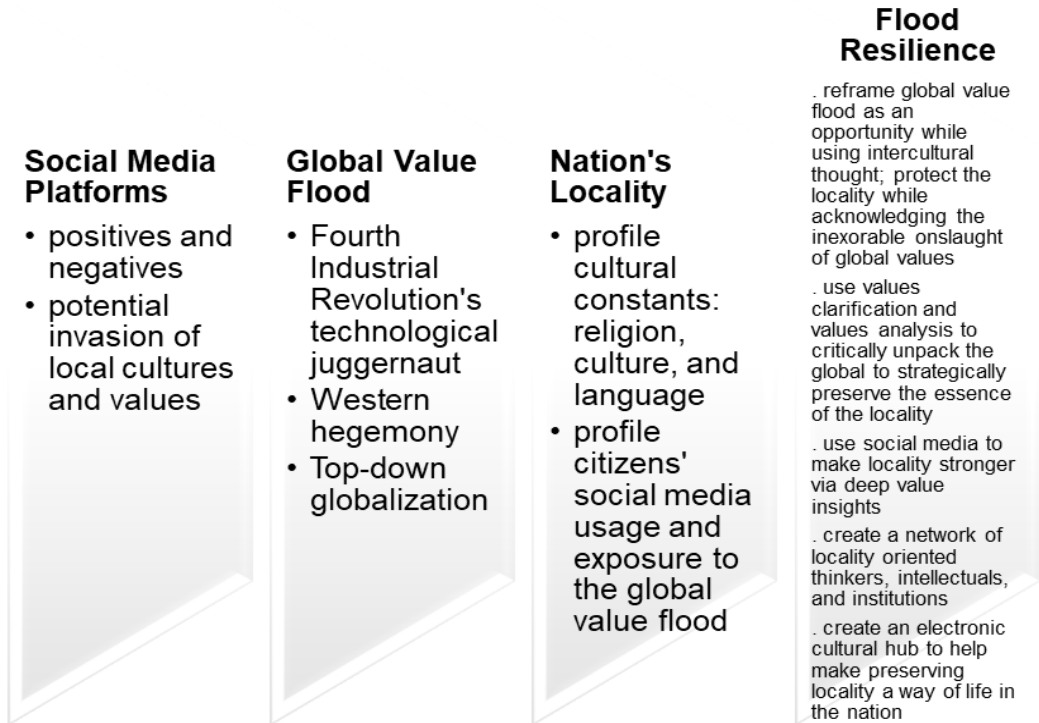 Social Media
Platforms
• positives and
negatives
• potential
invasion of
local cultures
and values
Global Value
Flood
• Fourth
Industrial
Revolution's
technological
juggernaut
• Western
hegemony
• Top-down
globalization
Nation's
Locality
• profile
cultural
constants:
religion,
culture, and
language
• profile
citizens'
social media
usage and
exposure to
the global
value flood
Flood
Resilience
. reframe global value
flood as an
opportunity while
using intercultural
thought; protect the
locality while
acknowledging the
inexorable onslaught
of global values
. use values
clarification and
values analysis to
critically unpack the
global to strategically
preserve the essence
of the locality
. use social media to
make locality stronger
via deep value
insights
. create a network of
locality oriented
thinkers, intellectuals,
and institutions
. create an electronic
cultural hub to help
make preserving
locality a way of life in
the nation